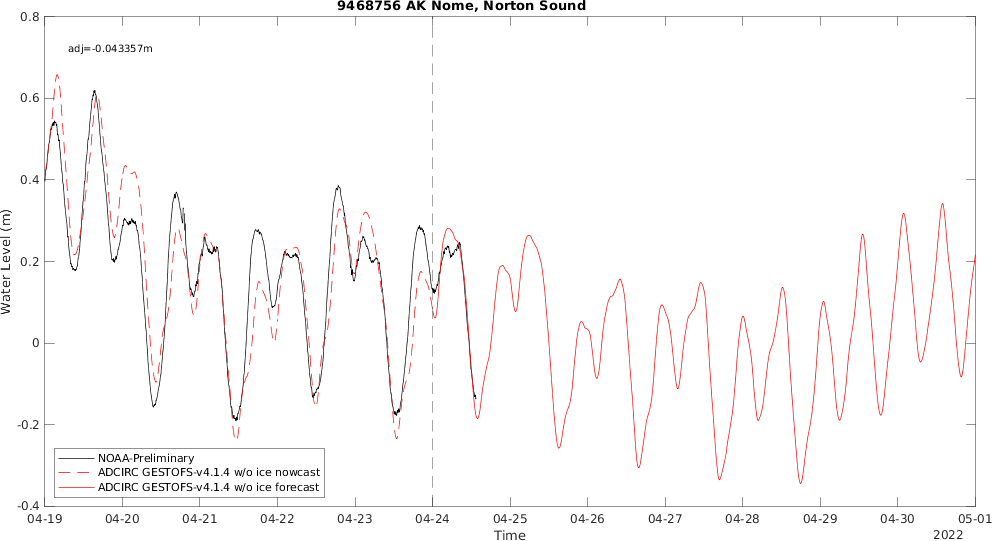 9468756 AK Nome, Norton Sound
adj=-0.043357m
0.8
0.6
0.4
0.2
0
-0.2
-0.4
Water Level (m)
NOAA-Preliminary
ADCIRC GESTOFS-v4.1.4 w/o ice nowcast
ADCIRC GESTOFS-v4.1.4 w/o ice forecast
04-19 04-20 04-21 04-22 04-23 04-24 04-25 04-26 04-27 04-28 04-29 04-30 05-01
Time
2022